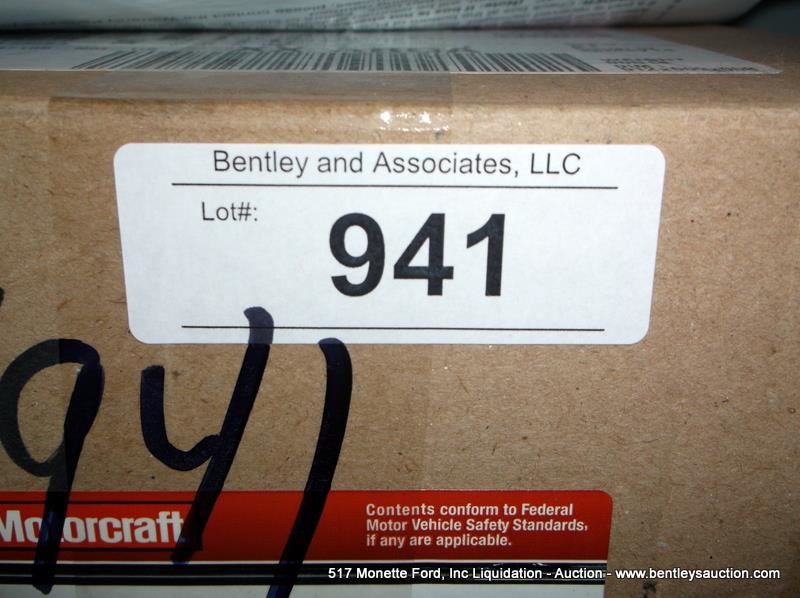 Bentley and Associates, LLC
Lot#:
941
941
Motorcraft
Contents conform to Federal
Motor Vehicle Safety Standards,
if any are applicable.
517 Monette Ford, Inc Liquidation - Auction - www.bentleysauction.com